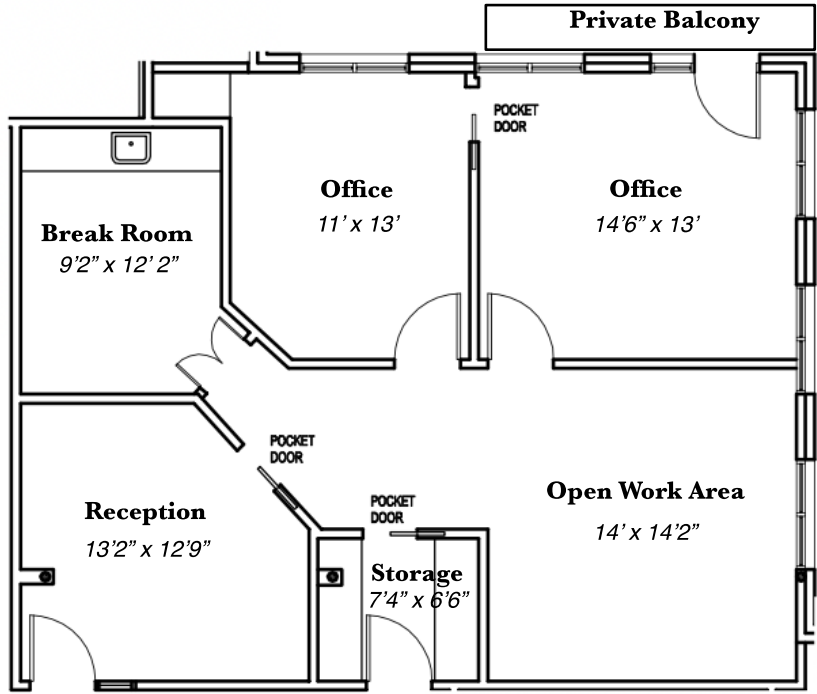 Private Balcony
POCKET
DOOR
Office
11’ x 13’
Office
14’6” x 13’
Break Room
9’2” x 12’ 2”
POCKET
DOOR
Reception
13’2” x 12’9”
POCKET
DOOR
Open Work Area
14’ x 14’2”
Storage
7’4” x 6’6”